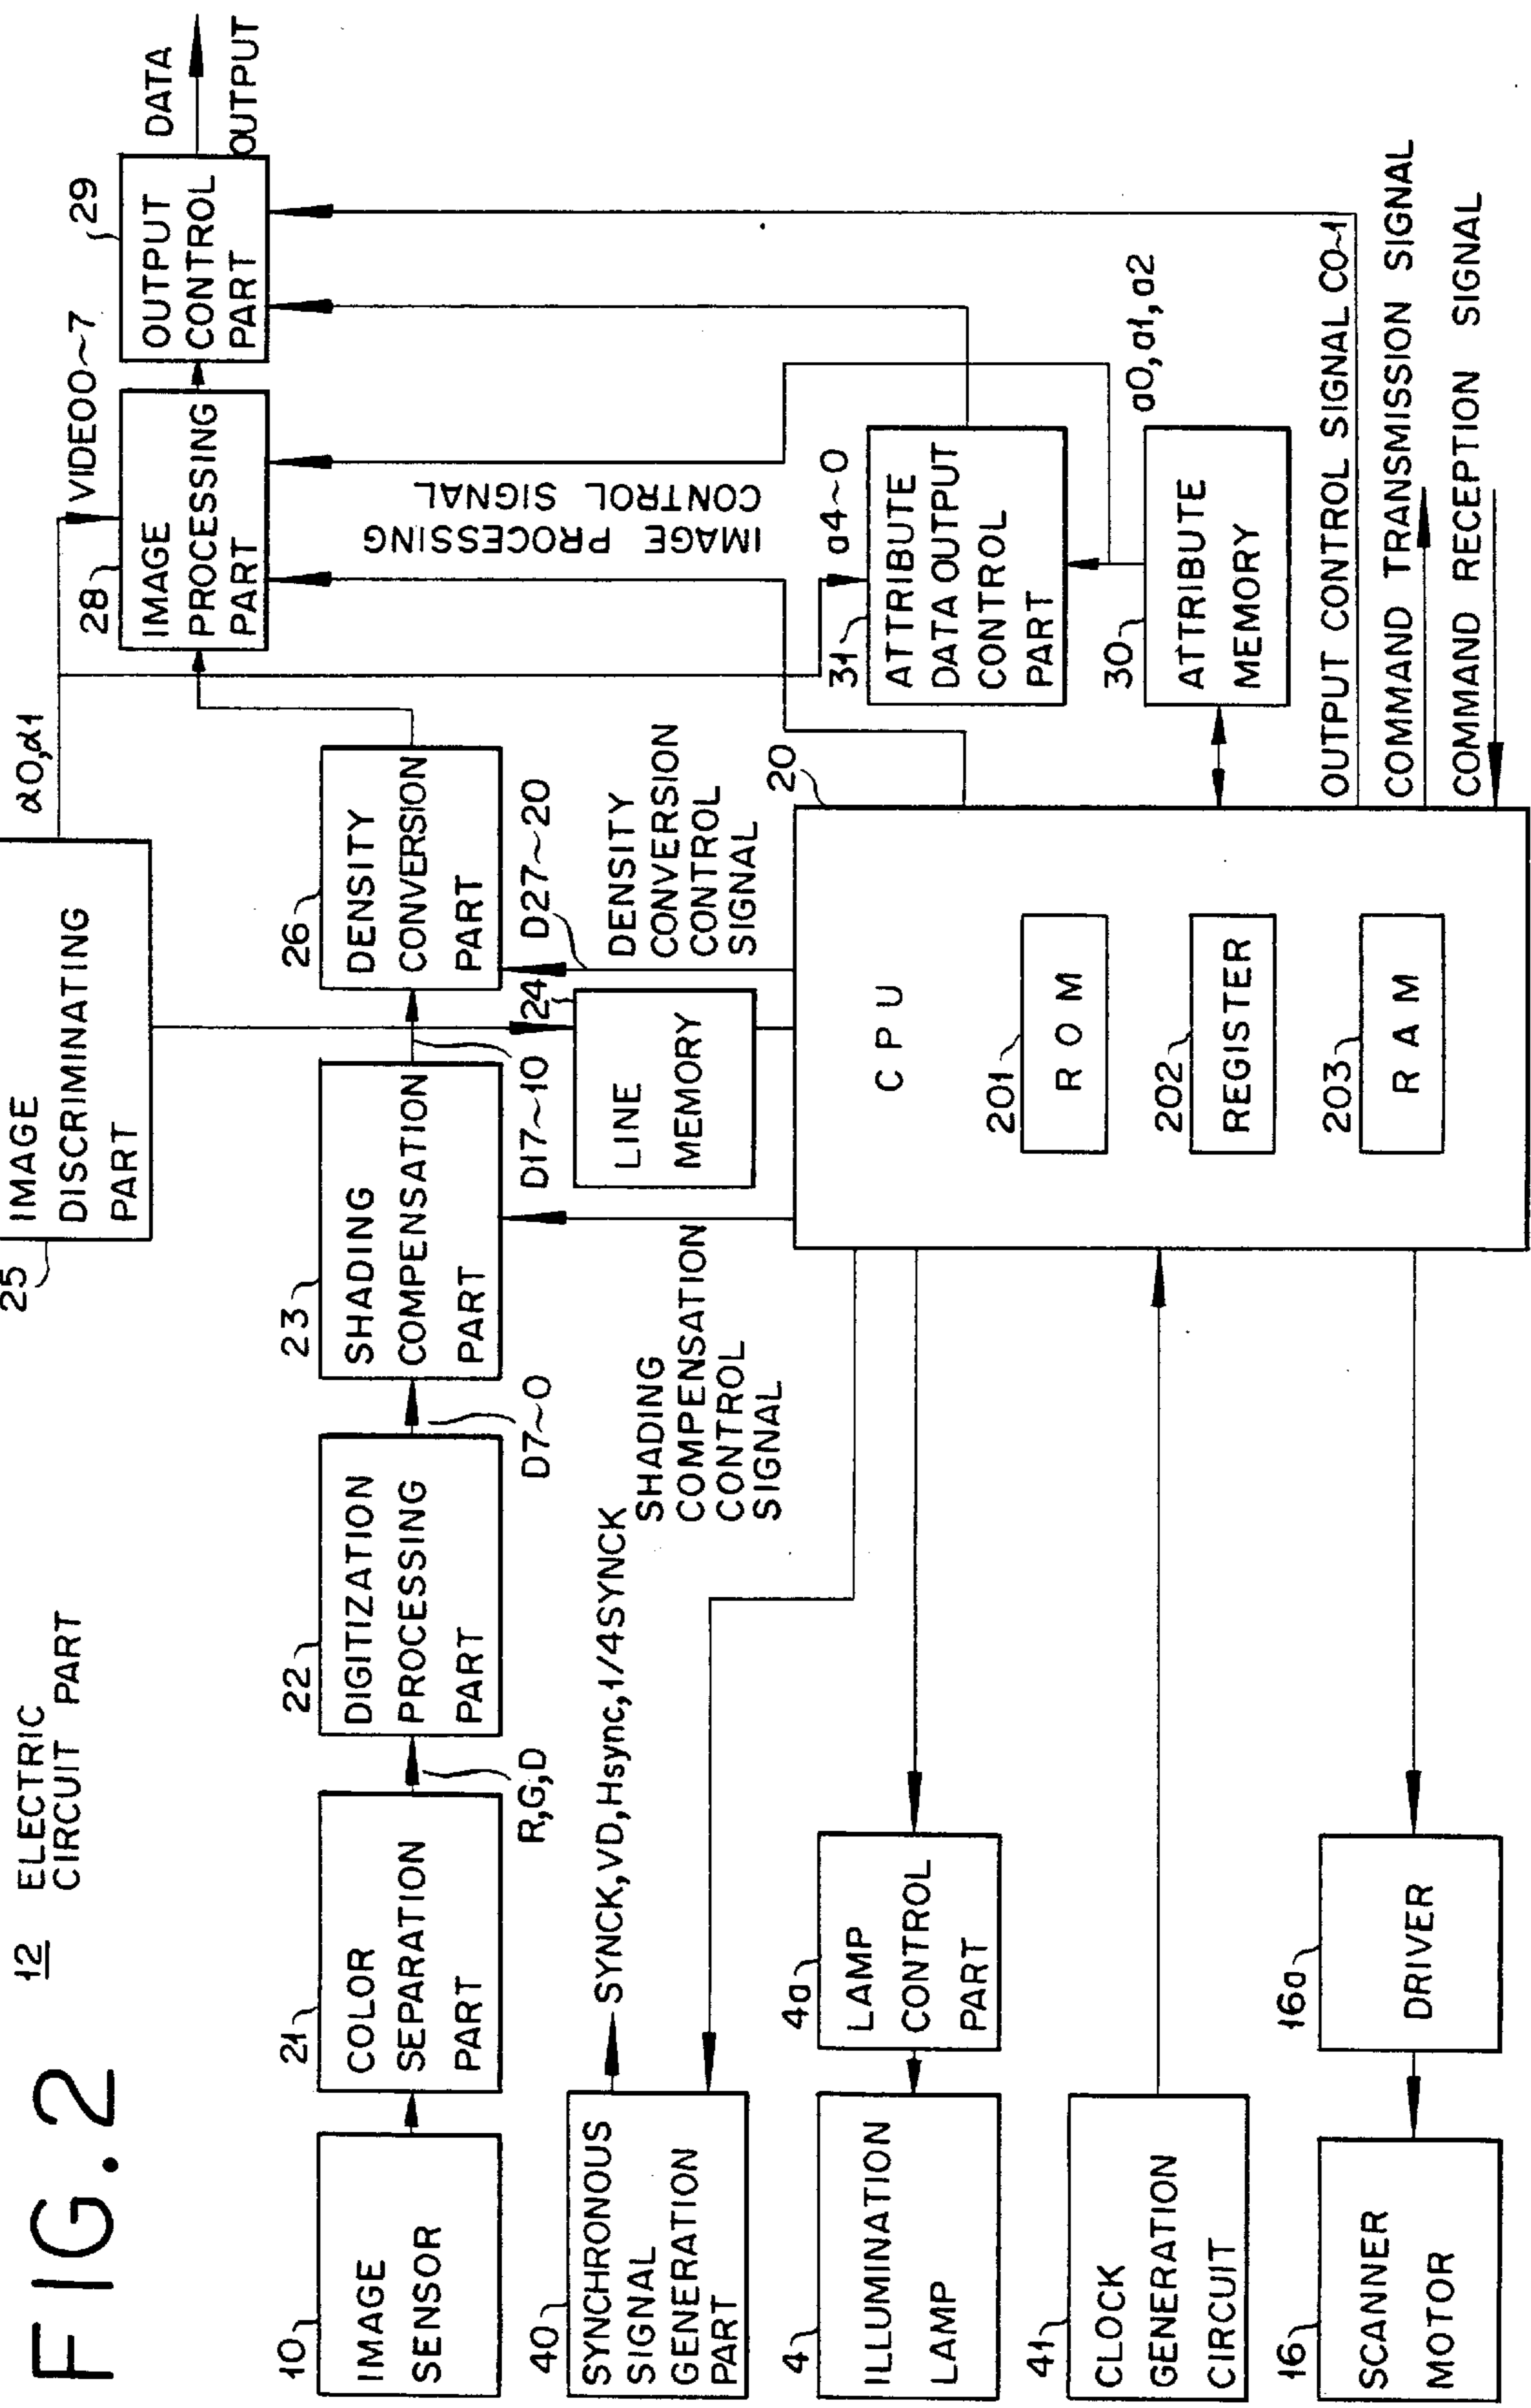 FIG.2
12 ELECTRIC
CIRCUIT PART
25
IMAGE
DISCRIMINATING
PART
α0,α1
10
IMAGE
SENSOR
21
COLOR
SEPARATION
PART
R,G,D
22
DIGITIZATION
PROCESSING
PART
D7~0
23
SHADING
COMPENSATION
PART
D17~10
26
DENSITY
CONVERSION
PART
D27~20
28
IMAGE
PROCESSING
PART
VIDEO0~7
29
OUTPUT
CONTROL
PART
DATA
OUTPUT
40
SYNCHRONOUS
SIGNAL
GENERATION
PART
SYNCK,VD,Hsync,1/4SYNCK
SHADING
COMPENSATION
CONTROL
SIGNAL
24
LINE
MEMORY
DENSITY
CONVERSION
CONTROL
SIGNAL
IMAGE PROCESSING
CONTROL SIGNAL
4
ILLUMINATION
LAMP
4a
LAMP
CONTROL
PART
20
CPU
201
ROM
202
REGISTER
203
RAM
31
ATTRIBUTE
DATA OUTPUT
CONTROL
PART
a4~0
30
ATTRIBUTE
MEMORY
a0,a1,a2
41
CLOCK
GENERATION
CIRCUIT
16
SCANNER
MOTOR
16a
DRIVER
OUTPUT CONTROL SIGNAL CO~1
COMMAND TRANSMISSION SIGNAL
COMMAND RECEPTION SIGNAL